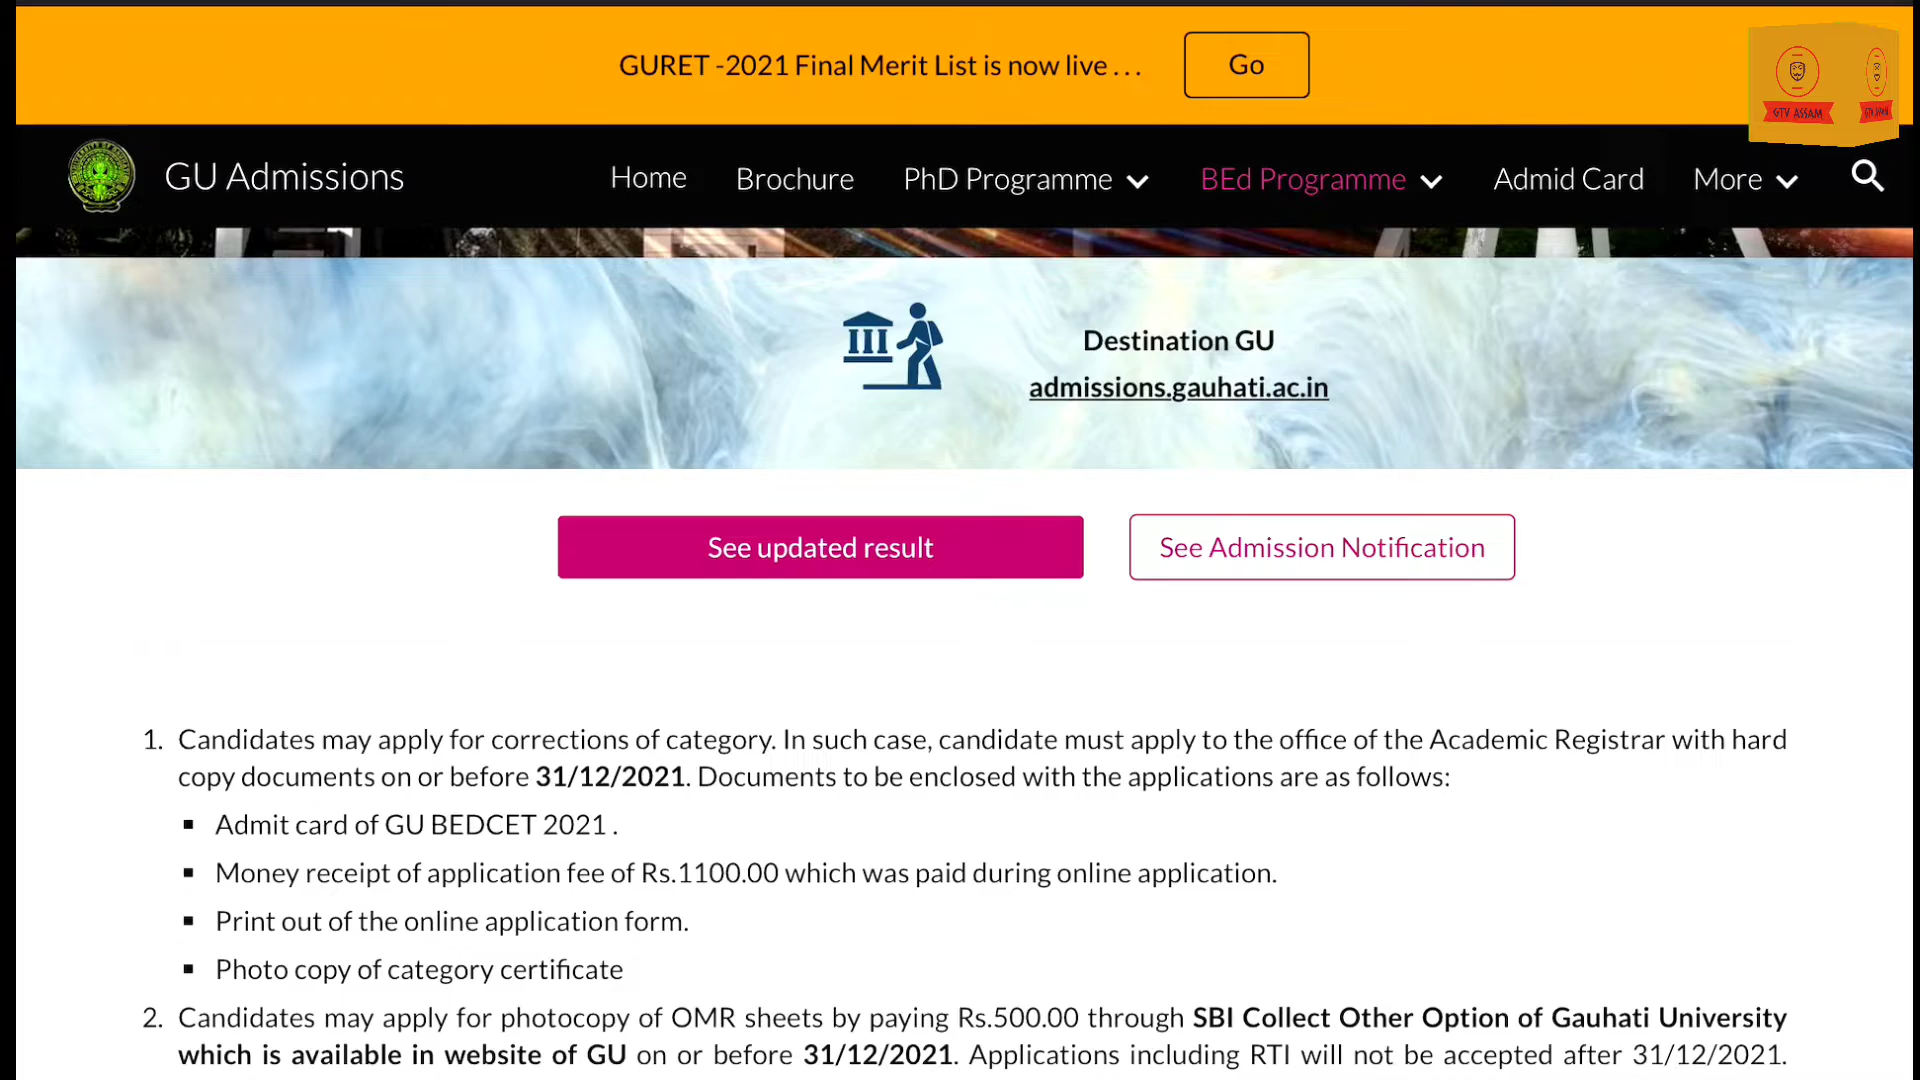 GURET -2021 Final Merit List is now live . . .
Go
GTV ASSAM
GTV ASSAM
GU Admissions
Home
Brochure
PhD Programme
BEd Programme
Admid Card
More
Destination GU
admissions.gauhati.ac.in
See updated result
See Admission Notification
1. Candidates may apply for corrections of category. In such case, candidate must apply to the office of the Academic Registrar with hard
copy documents on or before 31/12/2021. Documents to be enclosed with the applications are as follows:
▪ Admit card of GU BEDCET 2021 .
▪ Money receipt of application fee of Rs.1100.00 which was paid during online application.
▪ Print out of the online application form.
▪ Photo copy of category certificate
2. Candidates may apply for photocopy of OMR sheets by paying Rs.500.00 through SBI Collect Other Option of Gauhati University
which is available in website of GU on or before 31/12/2021. Applications including RTI will not be accepted after 31/12/2021.